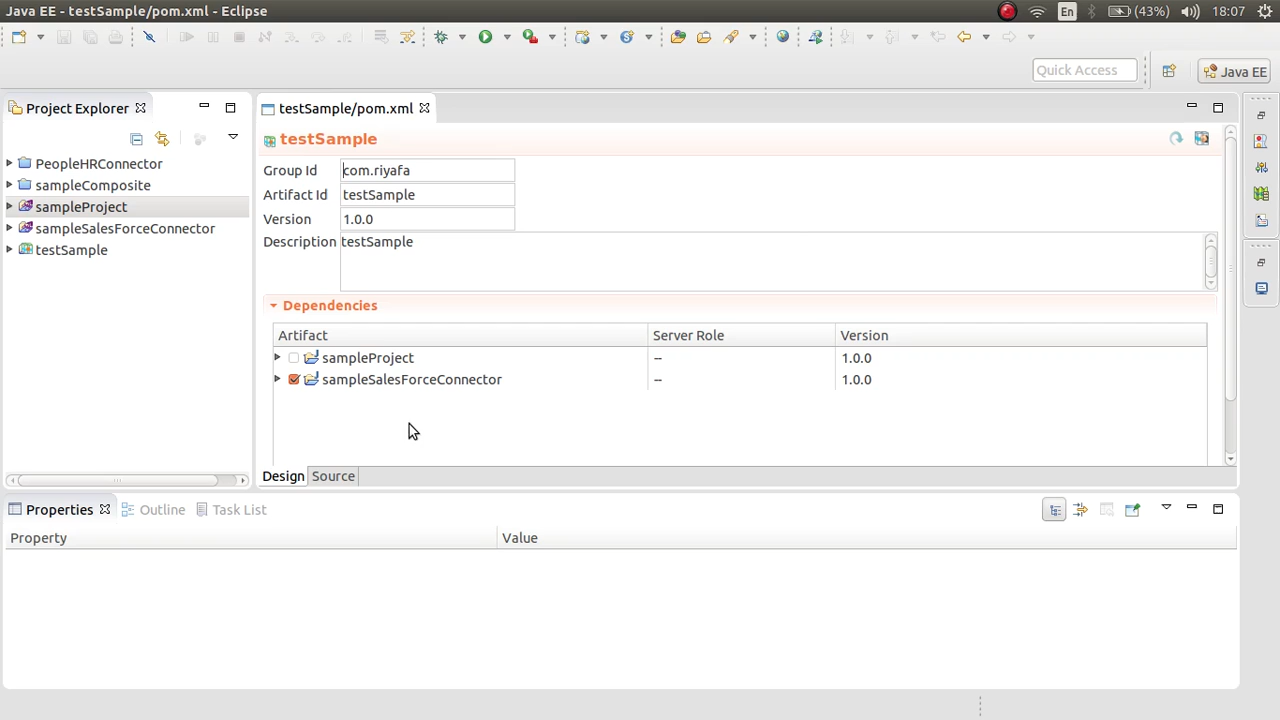 Java EE - testSample/pom.xml - Eclipse
En (43%) 18:07
Quick Access
Java EE
Project Explorer
testSample/pom.xml
PeopleHRConnector
sampleComposite
sampleProject
sampleSalesForceConnector
testSample
testSample
Group Id com.riyafa
Artifact Id testSample
Version 1.0.0
Description testSample
Dependencies
Artifact Server Role Version
sampleProject -- 1.0.0
sampleSalesForceConnector -- 1.0.0
Design Source
Properties Outline Task List
Property Value